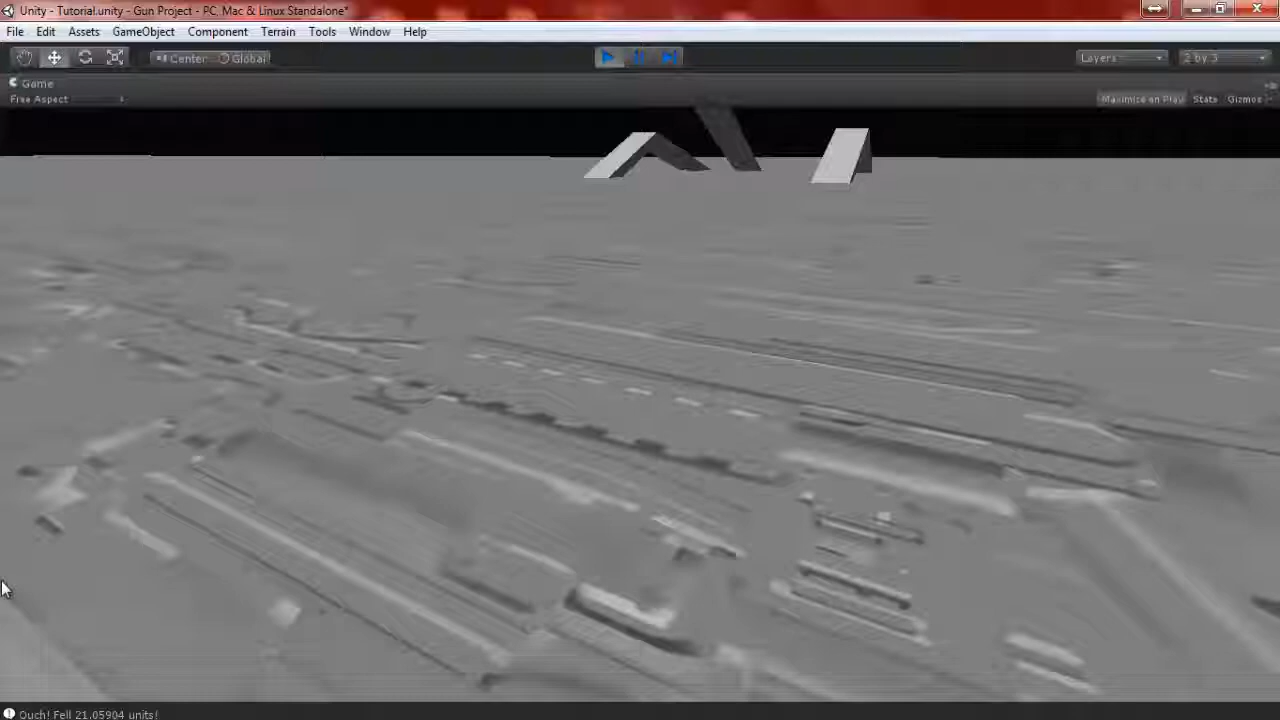 Unity - Tutorial.unity - Gun Project - PC, Mac & Linux Standalone*
File Edit Assets GameObject Component Terrain Tools Window Help
Center Global Layers 2 by 3
Game
Free Aspect Maximize on Play Stats Gizmos
Ouch! Fell 21.05904 units!